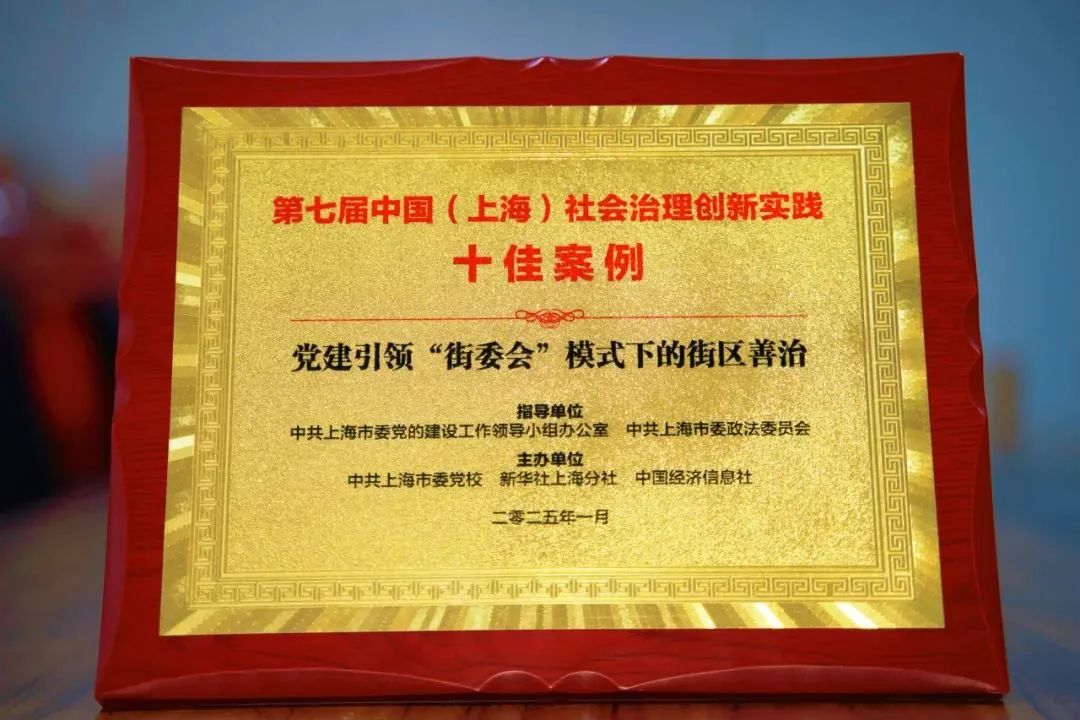 第七届中国（上海）社会治理创新实践
十佳案例
党建引领“街委会”模式下的街区善治
指导单位
中共上海市委党的建设工作领导小组办公室 中共上海市委政法委员会
主办单位
中共上海市委党校 新华社上海分社 中国经济信息社
二零二五年一月